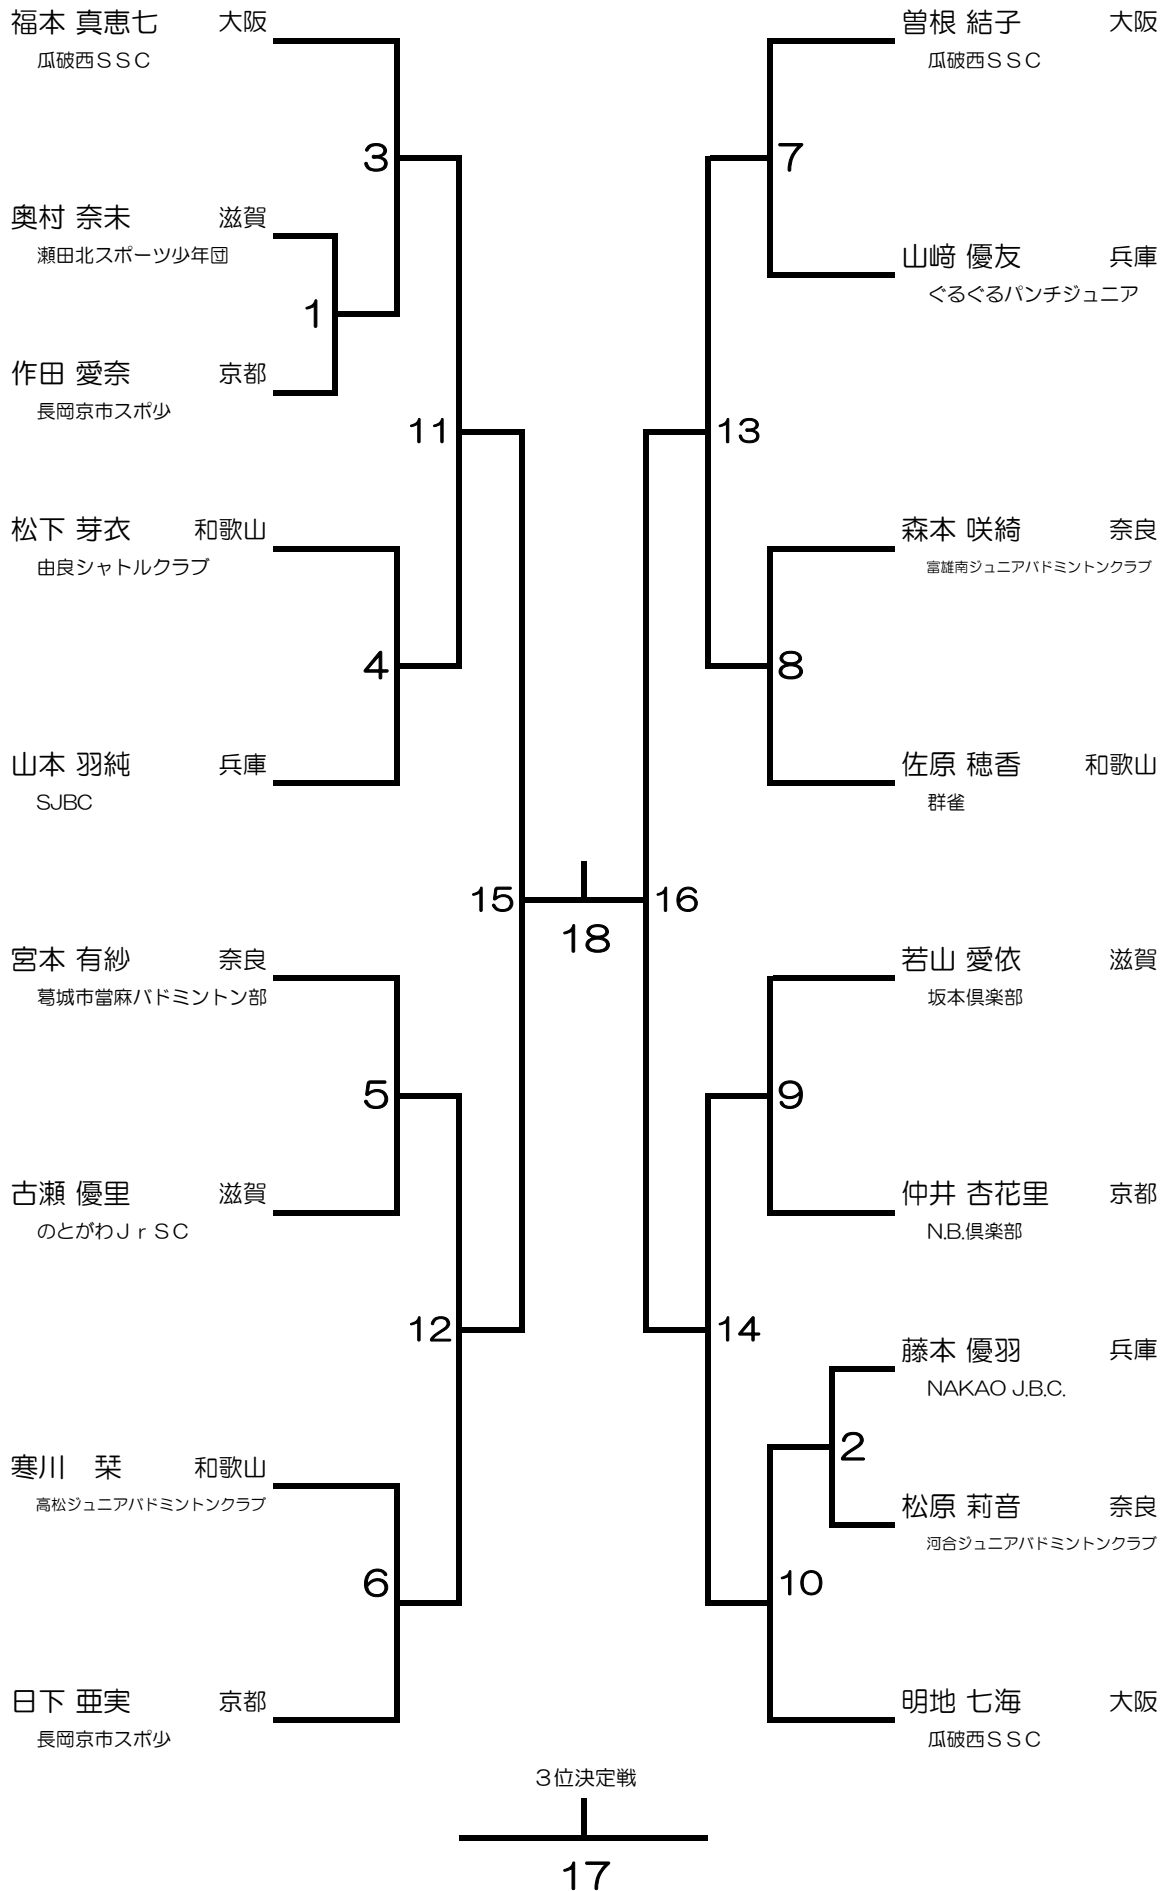 福本 真恵七 大阪
瓜破西ＳＳＣ
3
奥村 奈未 滋賀
瀬田北スポーツ少年団
1
作田 愛奈 京都
長岡京市スポ少
11
松下 芽衣 和歌山
由良シャトルクラブ
4
山本 羽純 兵庫
SJBC
15
宮本 有紗 奈良
葛城市當麻バドミントン部
5
古瀬 優里 滋賀
のとがわＪｒＳＣ
12
寒川　栞 和歌山
高松ジュニアバドミントンクラブ
6
日下 亜実 京都
長岡京市スポ少
18
曽根 結子 大阪
瓜破西ＳＳＣ
7
山﨑 優友 兵庫
ぐるぐるパンチジュニア
13
森本 咲綺 奈良
富雄南ジュニアバドミントンクラブ
8
佐原 穂香 和歌山
群雀
16
若山 愛依 滋賀
坂本倶楽部
9
仲井 杏花里 京都
N.B.倶楽部
14
藤本 優羽 兵庫
NAKAO J.B.C.
2
松原 莉音 奈良
河合ジュニアバドミントンクラブ
10
明地 七海 大阪
瓜破西ＳＳＣ
３位決定戦
17